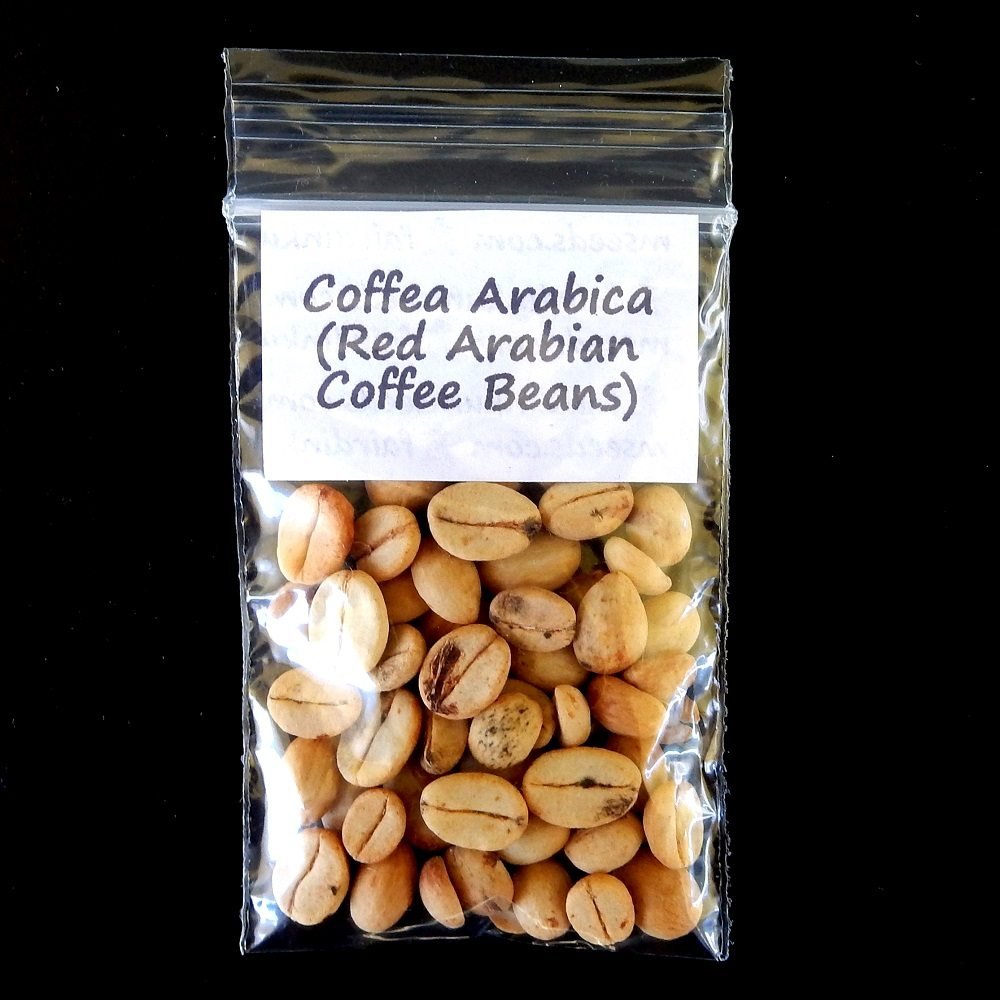 Coffea Arabica
(Red Arabian
Coffee Beans)